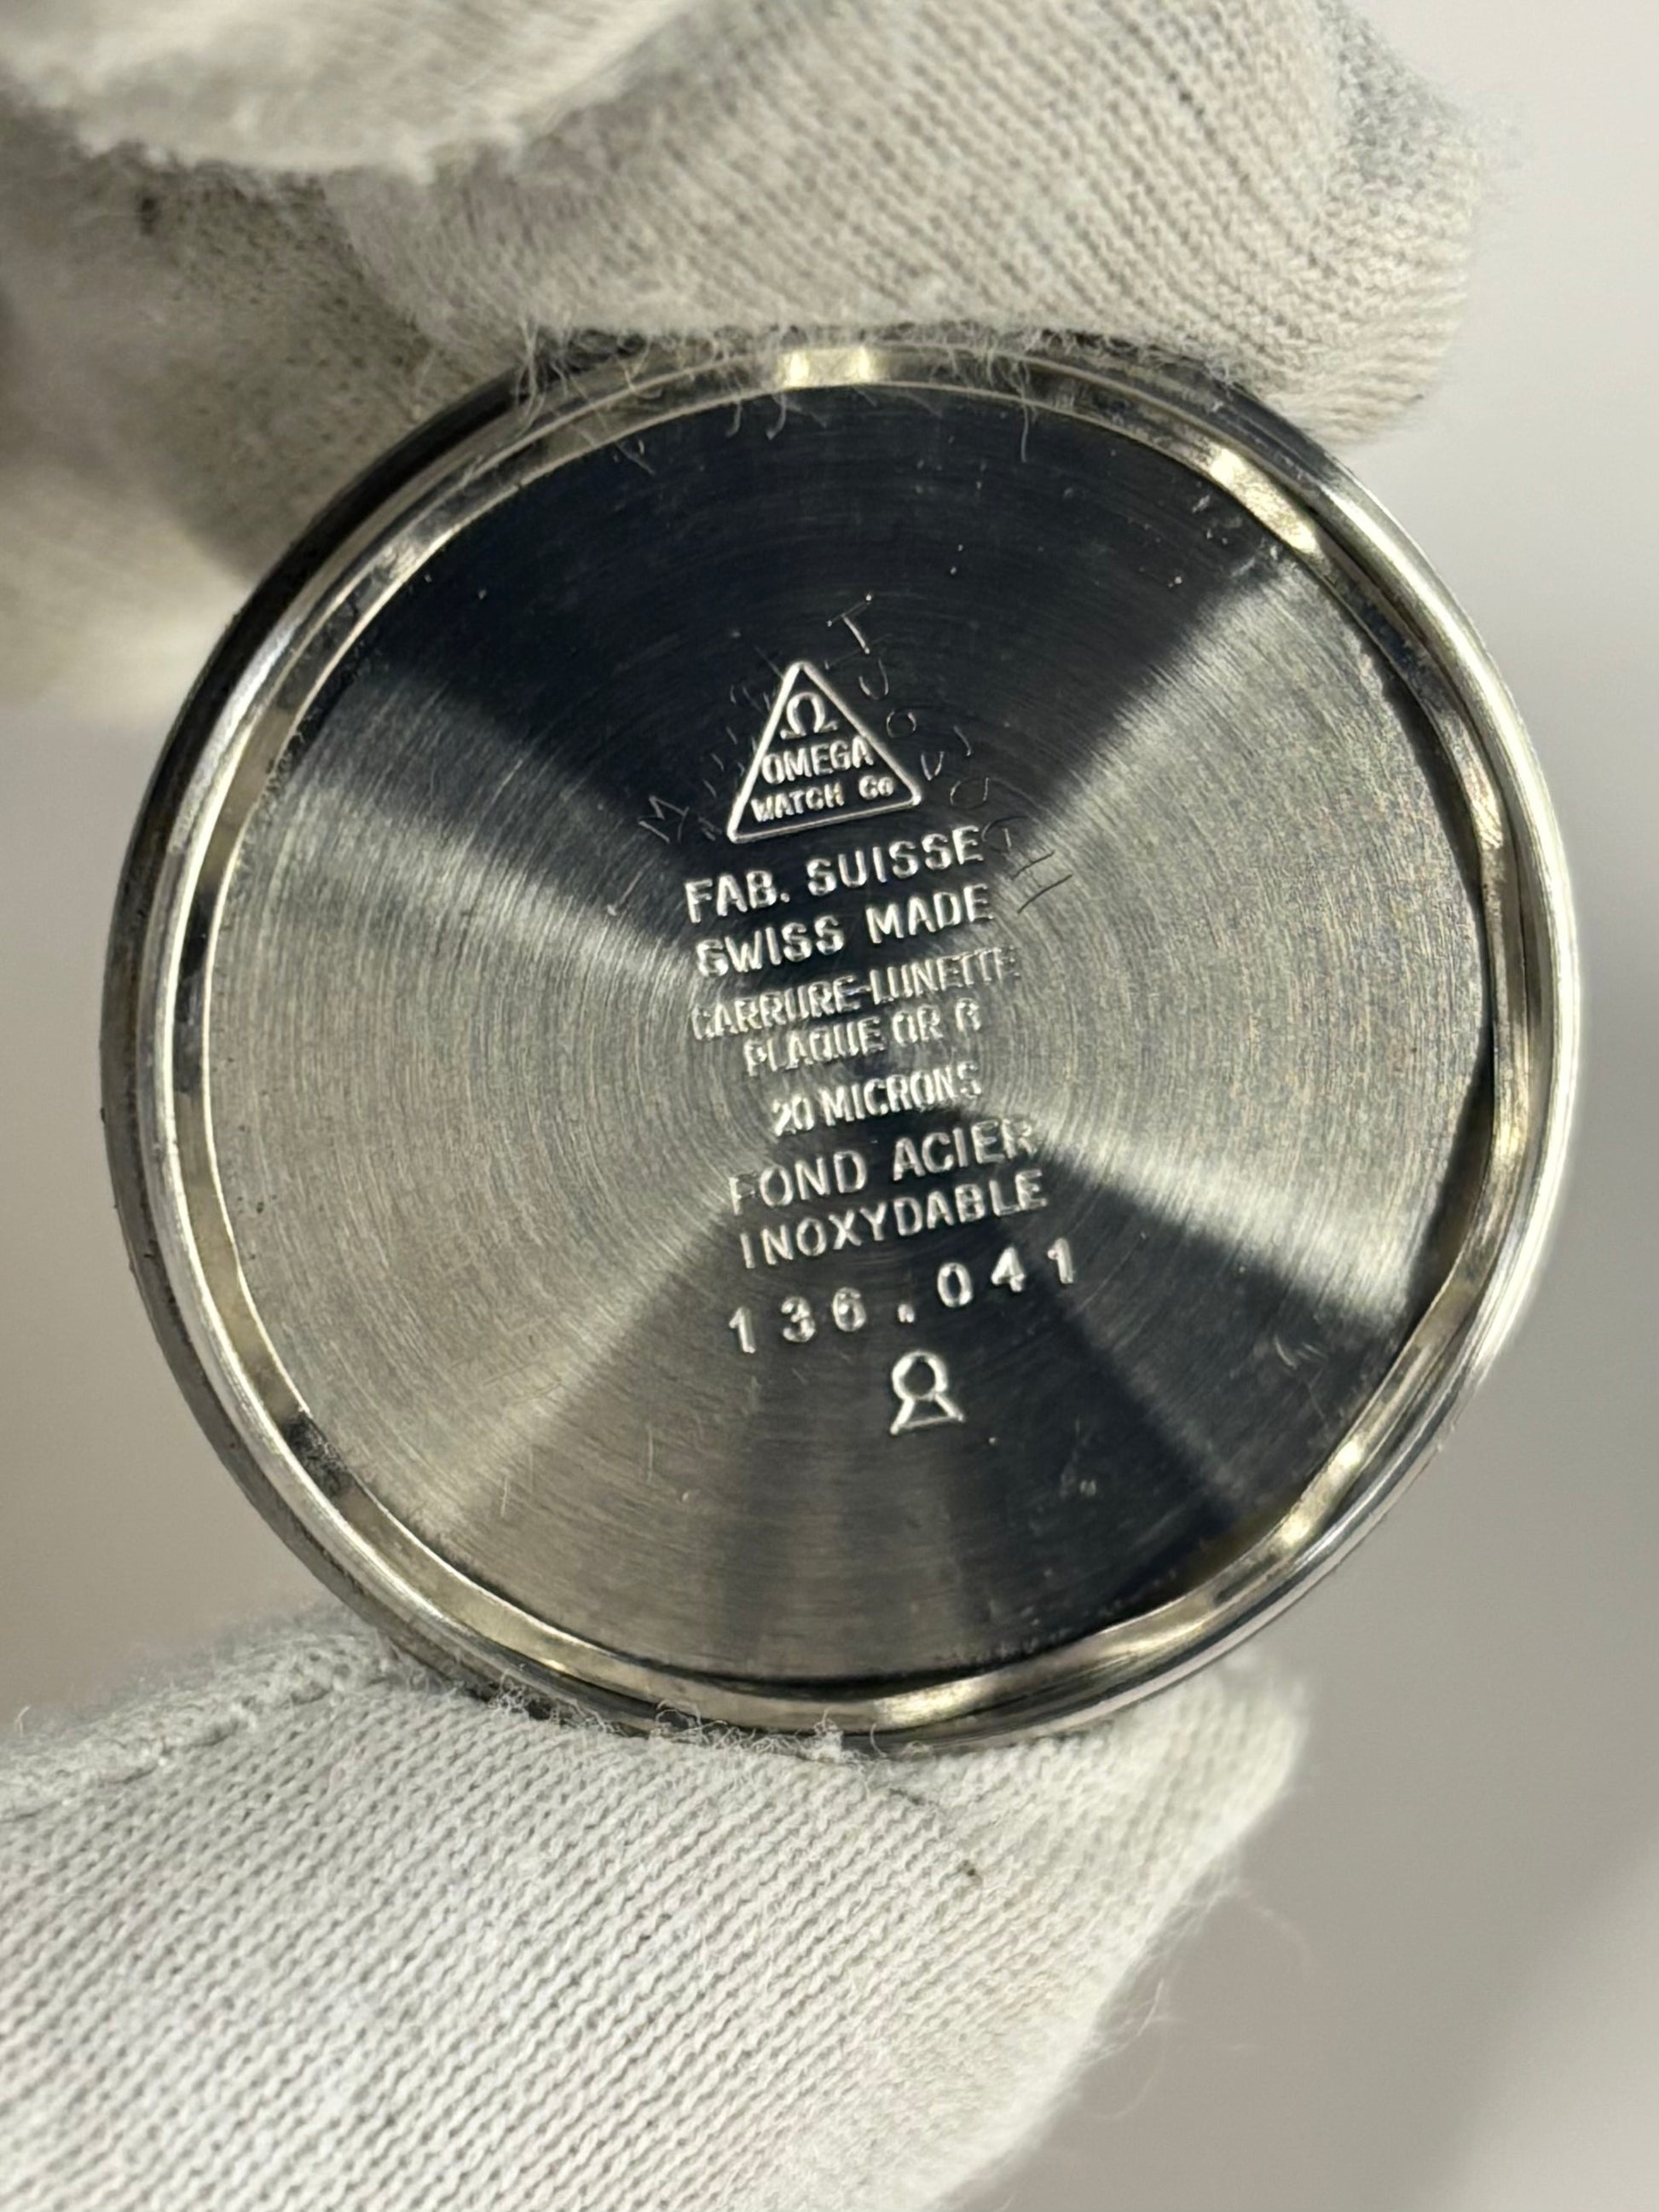 Ω
OMEGA
WATCH Co
FAB. SUISSE
SWISS MADE
CARRURE-LUNETTE
PLAQUE OR G
20 MICRONS
FOND ACIER
INOXYDABLE
136.041